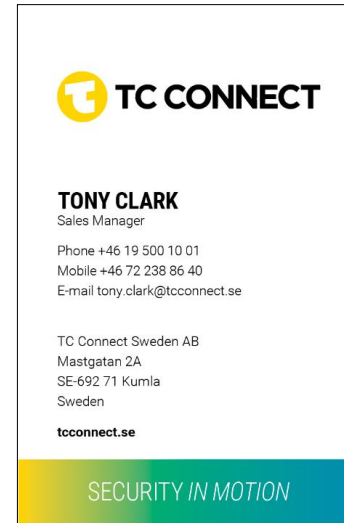 TC CONNECT
TONY CLARK
Sales Manager
Phone +46 19 500 10 01
Mobile +46 72 238 86 40
E-mail tony.clark@tcconnect.se
TC Connect Sweden AB
Mastgatan 2A
SE-692 71 Kumla
Sweden
tcconnect.se
SECURITY IN MOTION